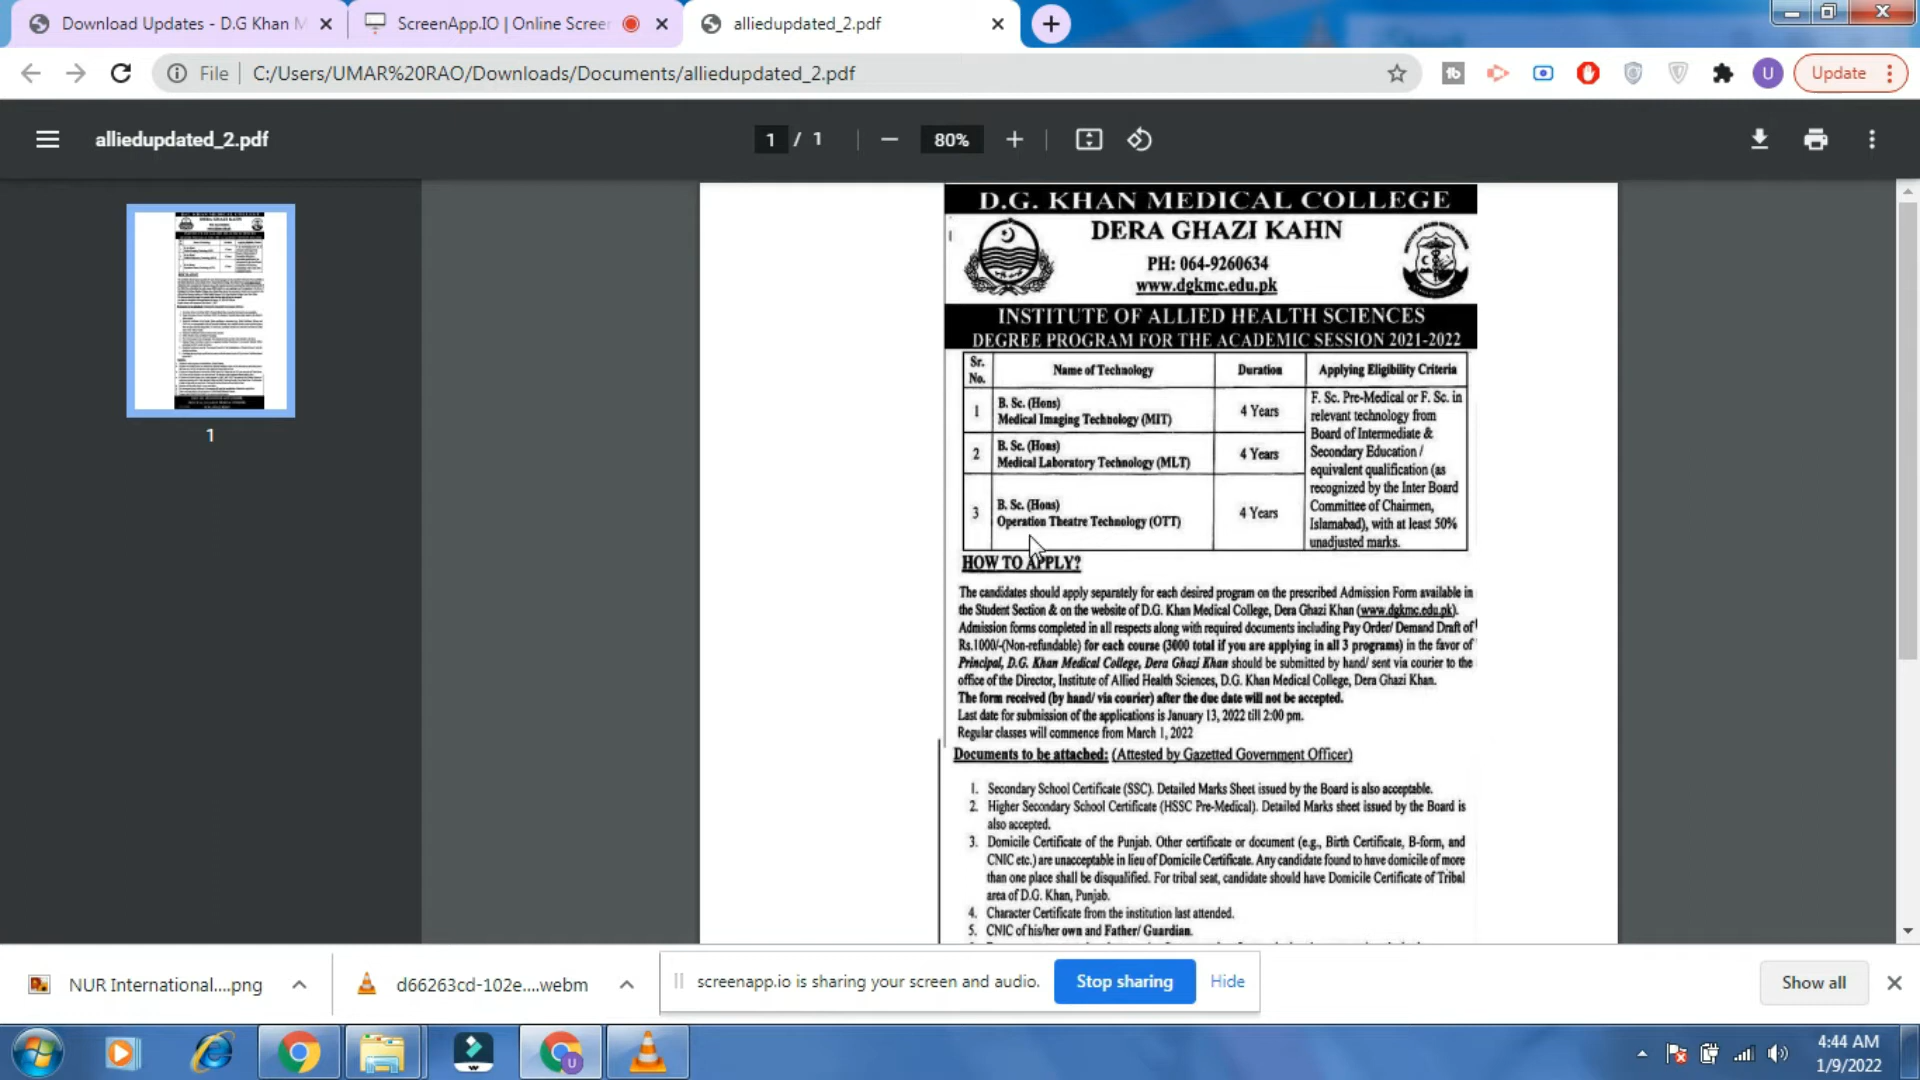 Download Updates - D.G Khan M
ScreenApp.IO | Online Screen
alliedupdated_2.pdf
File
C:/Users/UMAR%20RAO/Downloads/Documents/alliedupdated_2.pdf
U
Update
alliedupdated_2.pdf
1 / 1
80%
1
D.G. KHAN MEDICAL COLLEGE
DERA GHAZI KAHN
PH: 064-9260634
www.dgkmc.edu.pk
INSTITUTE OF ALLIED HEALTH SCIENCES
DEGREE PROGRAM FOR THE ACADEMIC SESSION 2021-2022
Sr. No. Name of Technology Duration Applying Eligibility Criteria
1 B. Sc. (Hons)
Medical Imaging Technology (MIT) 4 Years
2 B. Sc. (Hons)
Medical Laboratory Technology (MLT) 4 Years
3 B. Sc. (Hons)
Operation Theatre Technology (OTT) 4 Years
F. Sc. Pre-Medical or F. Sc. in
relevant technology from
Board of Intermediate &
Secondary Education /
equivalent qualification (as
recognized by the Inter Board
Committee of Chairmen,
Islamabad), with at least 50%
unadjusted marks.
HOW TO APPLY?
The candidates should apply separately for each desired program on the prescribed Admission Form available in
the Student Section & on the website of D.G. Khan Medical College, Dera Ghazi Khan (www.dgkmc.edu.pk).
Admission forms completed in all respects along with required documents including Pay Order/ Demand Draft of
Rs.1000/-(Non-refundable) for each course (3000 total if you are applying in all 3 programs) in the favor of
Principal, D.G. Khan Medical College, Dera Ghazi Khan should be submitted by hand/ sent via courier to the
office of the Director, Institute of Allied Health Sciences, D.G. Khan Medical College, Dera Ghazi Khan.
The form received (by hand/ via courier) after the due date will not be accepted.
Last date for submission of the applications is January 13, 2022 till 2:00 pm.
Regular classes will commence from March 1, 2022
Documents to be attached: (Attested by Gazetted Government Officer)
1. Secondary School Certificate (SSC). Detailed Marks Sheet issued by the Board is also acceptable.
2. Higher Secondary School Certificate (HSSC Pre-Medical). Detailed Marks sheet issued by the Board is
also accepted.
3. Domicile Certificate of the Punjab. Other certificate or document (e.g., Birth Certificate, B-form, and
CNIC etc.) are unacceptable in lieu of Domicile Certificate. Any candidate found to have domicile of more
than one place shall be disqualified. For tribal seat, candidate should have Domicile Certificate of Tribal
area of D.G. Khan, Punjab.
4. Character Certificate from the institution last attended.
5. CNIC of his/her own and Father/ Guardian.
NUR International....png
d66263cd-102e....webm
screenapp.io is sharing your screen and audio.
Stop sharing
Hide
Show all
4:44 AM
1/9/2022